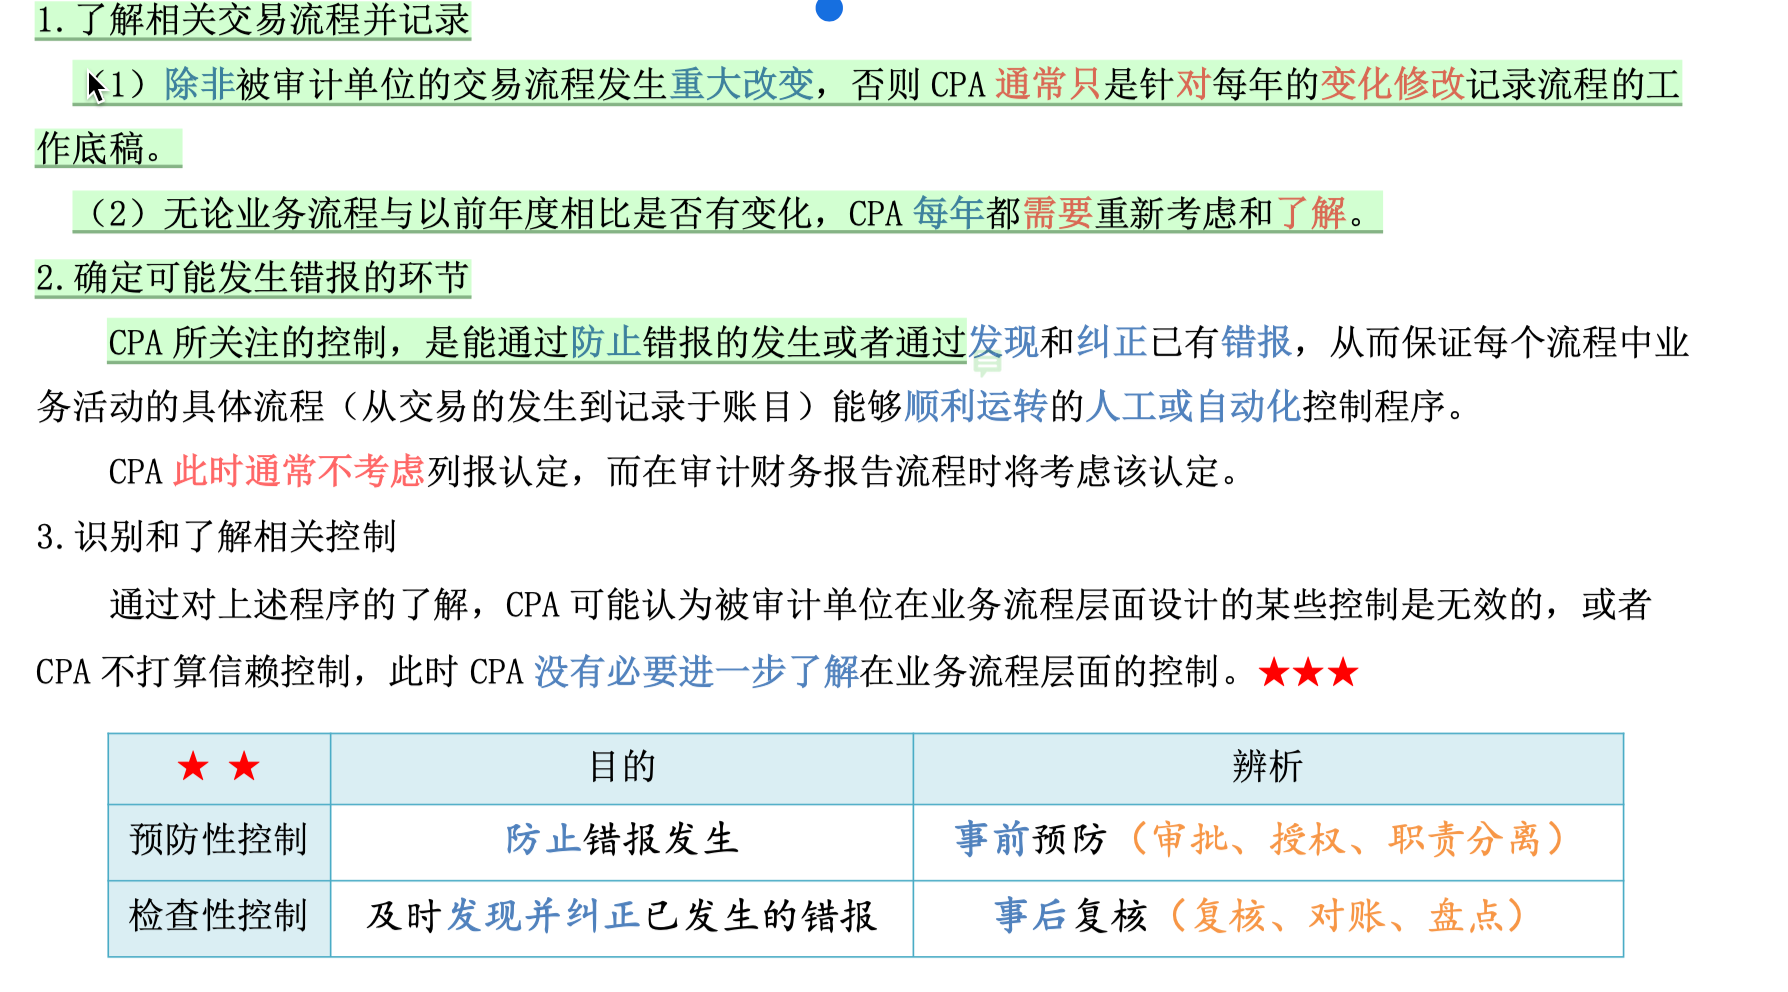 1.了解相关交易流程并记录
（1）除非被审计单位的交易流程发生重大改变，否则 CPA 通常只是针对每年的变化修改记录流程的工
作底稿。
（2）无论业务流程与以前年度相比是否有变化，CPA 每年都需要重新考虑和了解。
2.确定可能发生错报的环节
CPA 所关注的控制，是能通过防止错报的发生或者通过发现和纠正已有错报，从而保证每个流程中业
务活动的具体流程（从交易的发生到记录于账目）能够顺利运转的人工或自动化控制程序。
CPA 此时通常不考虑列报认定，而在审计财务报告流程时将考虑该认定。
3.识别和了解相关控制
通过对上述程序的了解，CPA 可能认为被审计单位在业务流程层面设计的某些控制是无效的，或者
CPA 不打算信赖控制，此时 CPA 没有必要进一步了解在业务流程层面的控制。★★★
★ ★ 目的 辨析
预防性控制 防止错报发生 事前预防（审批、授权、职责分离）
检查性控制 及时发现并纠正已发生的错报 事后复核（复核、对账、盘点）